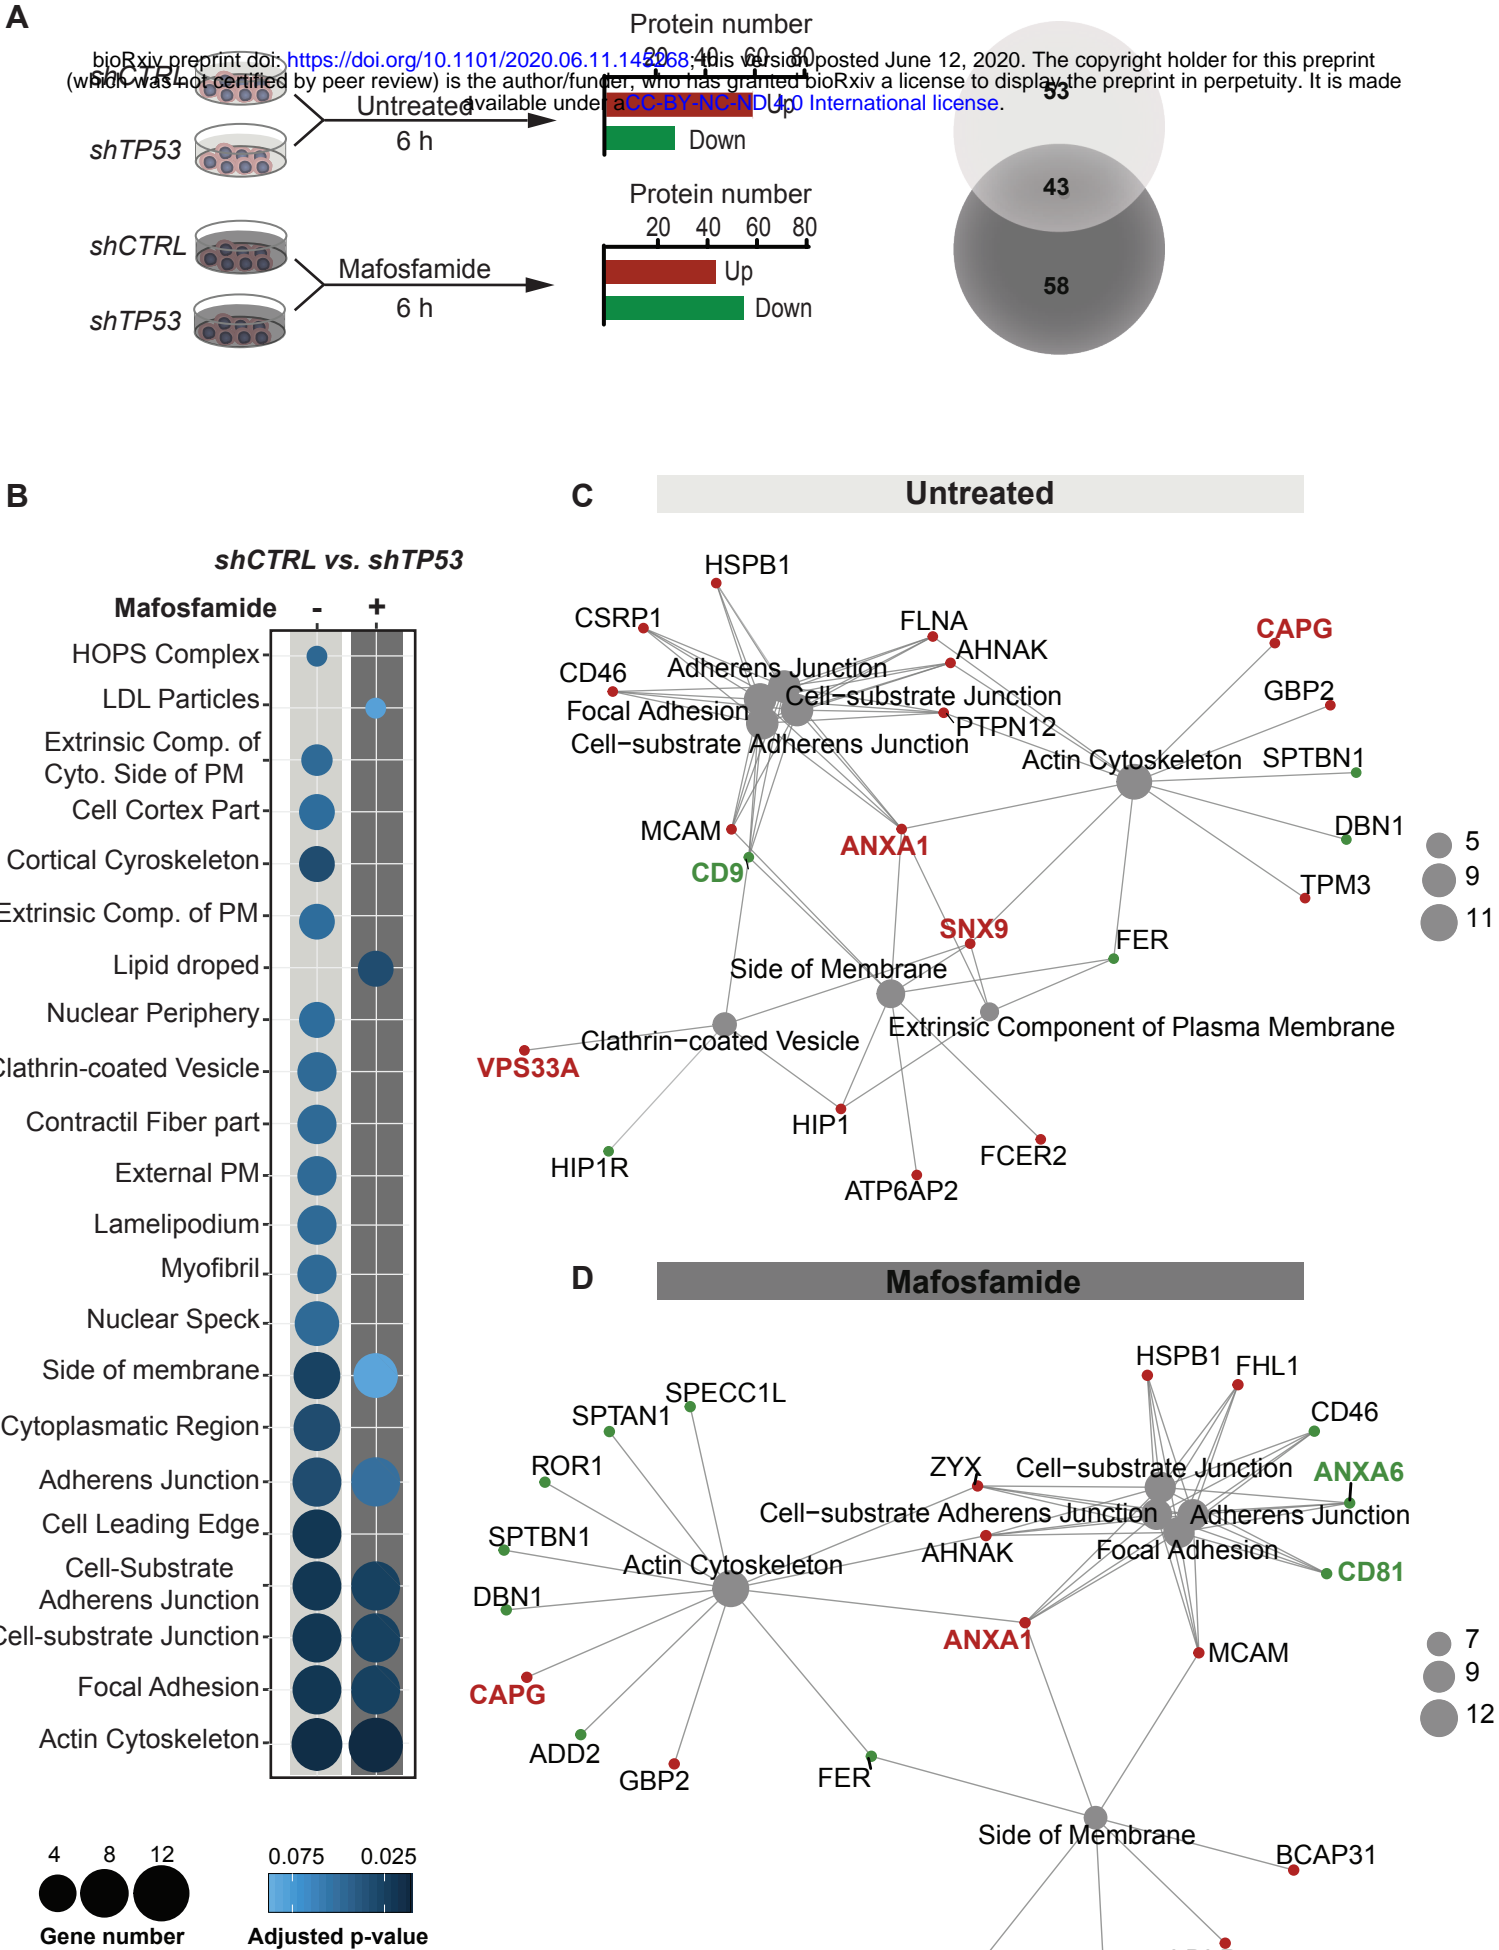 A
Protein number
20 40 60 80
bioRxiv preprint doi: https://doi.org/10.1101/2020.06.11.145268; this version posted June 12, 2020. The copyright holder for this preprint
(which was not certified by peer review) is the author/funder, who has granted bioRxiv a license to display the preprint in perpetuity. It is made
available under aCC-BY-NC-ND 4.0 International license.
shCTRL
Untreated
6 h
shTP53
Up
Down
53
43
58
Protein number
20 40 60 80
shCTRL
Mafosfamide
6 h
shTP53
Up
Down
B
shCTRL vs. shTP53
Mafosfamide - +
HOPS Complex
LDL Particles
Extrinsic Comp. of
Cyto. Side of PM
Cell Cortex Part
Cortical Cyroskeleton
Extrinsic Comp. of PM
Lipid droped
Nuclear Periphery
Clathrin-coated Vesicle
Contractil Fiber part
External PM
Lamelipodium
Myofibril
Nuclear Speck
Side of membrane
Cytoplasmatic Region
Adherens Junction
Cell Leading Edge
Cell-Substrate
Adherens Junction
Cell-substrate Junction
Focal Adhesion
Actin Cytoskeleton
4 8 12
Gene number
0.075 0.025
Adjusted p-value
C
Untreated
HSPB1
CSRP1
FLNA
CAPG
AHNAK
CD46
Adherens Junction
GBP2
Cell−substrate Junction
Focal Adhesion
PTPN12
Cell−substrate Adherens Junction
Actin Cytoskeleton
SPTBN1
MCAM
ANXA1
DBN1
CD9
TPM3
5
9
11
SNX9
FER
Side of Membrane
Extrinsic Component of Plasma Membrane
Clathrin−coated Vesicle
VPS33A
HIP1
HIP1R
FCER2
ATP6AP2
D
Mafosfamide
HSPB1
FHL1
SPECC1L
SPTAN1
CD46
ROR1
ZYX
Cell−substrate Junction
ANXA6
Cell−substrate Adherens Junction
Adherens Junction
SPTBN1
AHNAK
Focal Adhesion
Actin Cytoskeleton
CD81
DBN1
ANXA1
MCAM
7
9
12
CAPG
ADD2
GBP2
FER
Side of Membrane
BCAP31